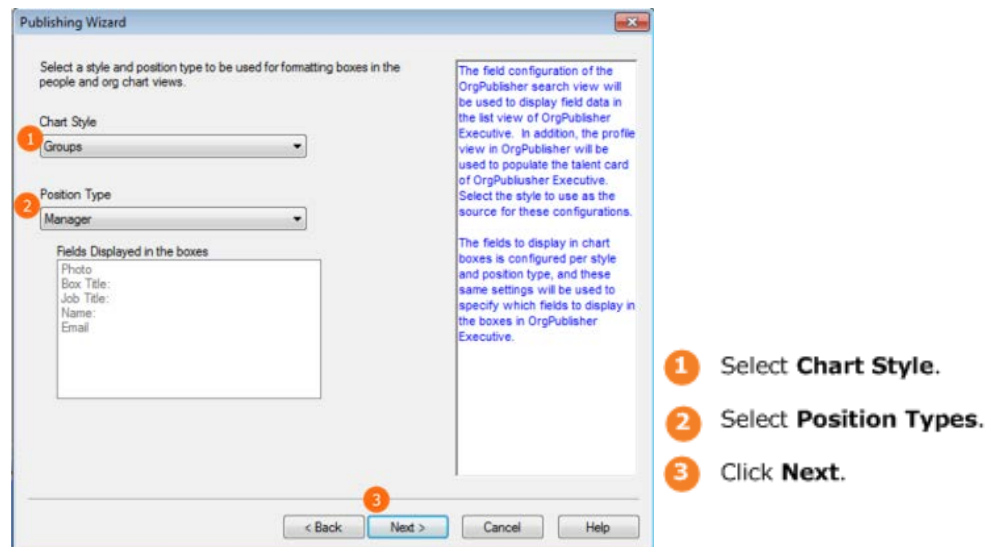 Publishing Wizard
Select a style and position type to be used for formatting boxes in the
people and org chart views.
Chart Style
1
Groups
Position Type
2
Manager
Fields Displayed in the boxes
Photo
Box Title:
Job Title:
Name:
Email
The field configuration of the
OrgPublisher search view will
be used to display field data in
the list view of OrgPublisher
Executive. In addition, the profile
view in OrgPublisher will be
used to populate the talent card
of OrgPubliusher Executive.
Select the style to use as the
source for these configurations.
The fields to display in chart
boxes is configured per style
and position type, and these
same settings will be used to
specify which fields to display in
the boxes in OrgPublisher
Executive.
3
< Back Next > Cancel Help
1 Select Chart Style.
2 Select Position Types.
3 Click Next.